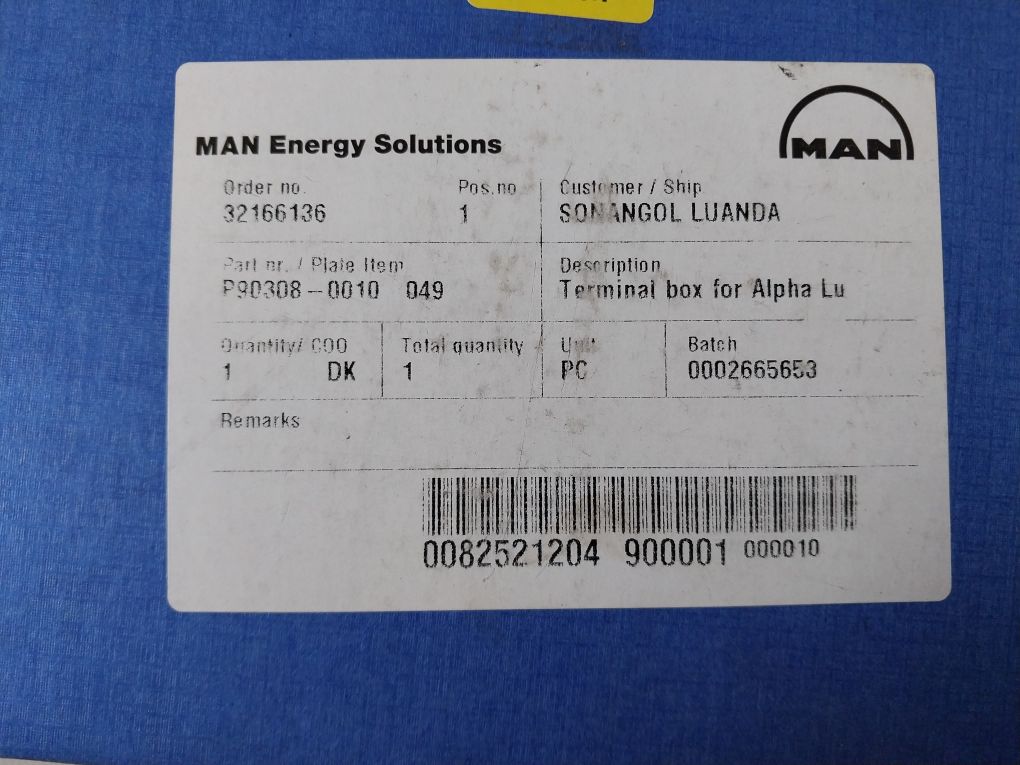 MAN Energy Solutions
MAN
Order no. Pos.no Customer / Ship
32166136 1 SONANGOL LUANDA
Part nr. / Plate Item Description
P90308-0010 049 Terminal box for Alpha Lu
Quantity/ COO Total quantity Unit Batch
1 DK 1 PC 0002665653
Remarks
0082521204 900001 000010